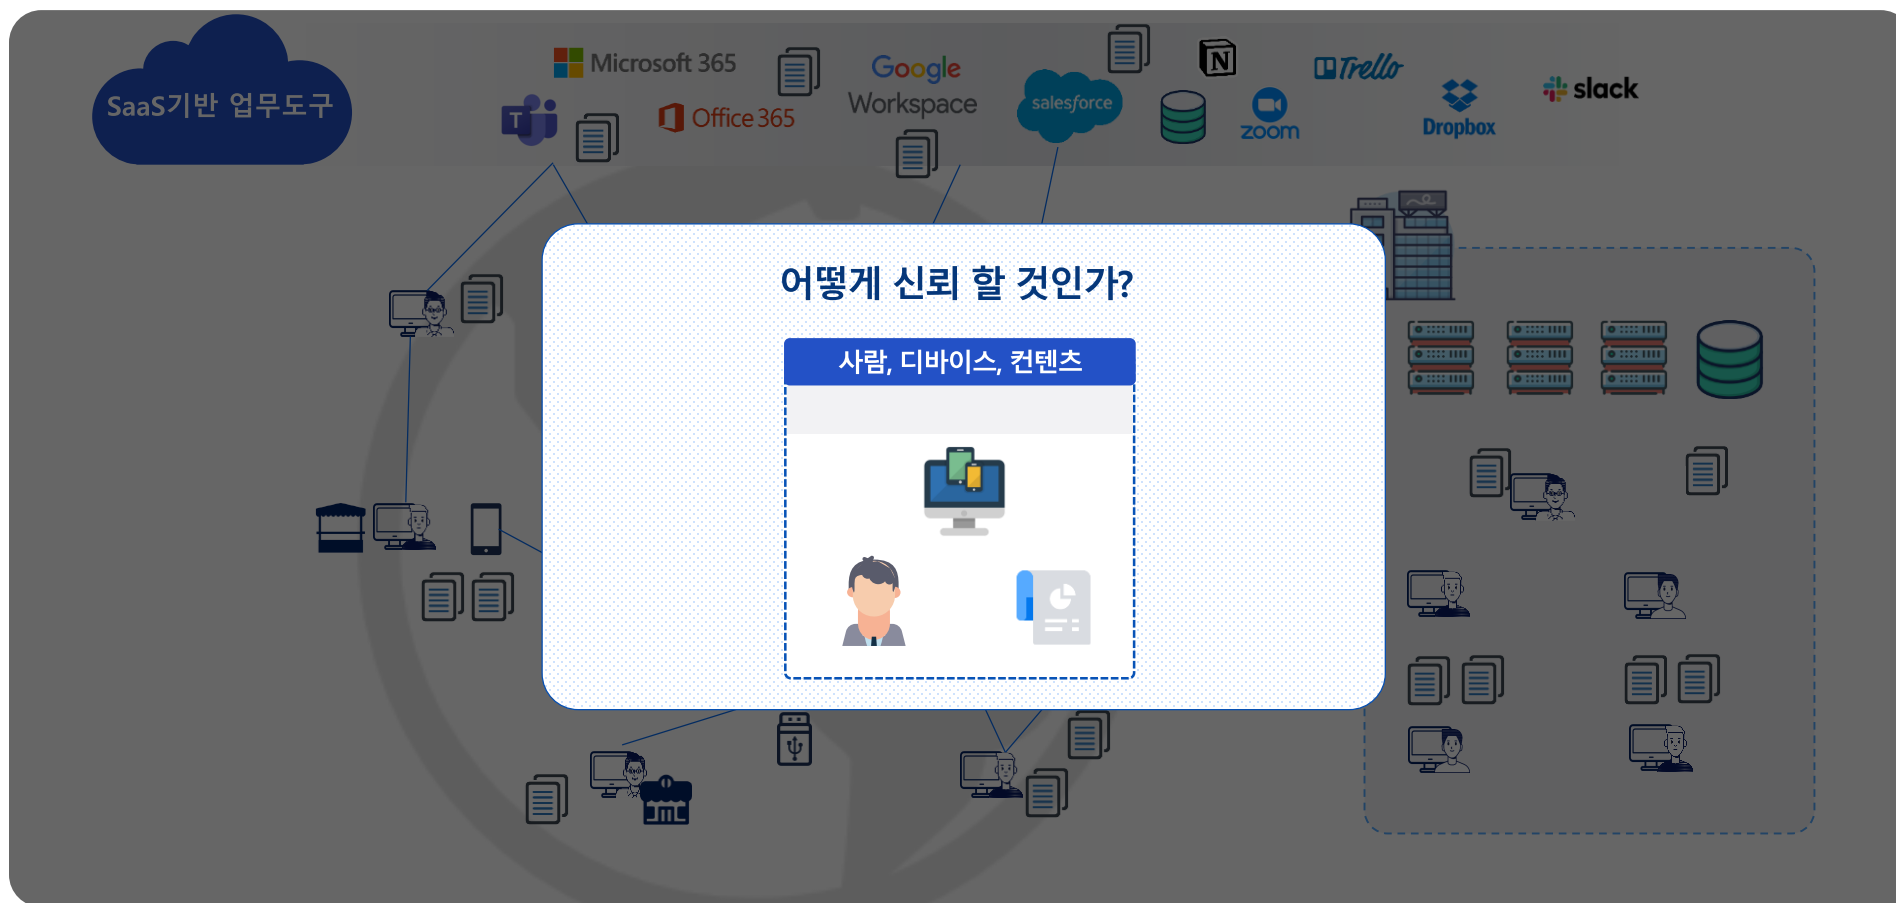 SaaS기반 업무도구
Microsoft 365
T
Office 365
Google
Workspace
salesforce
N
zoom
Trello
Dropbox
slack
어떻게 신뢰 할 것인가?
사람, 디바이스, 컨텐츠